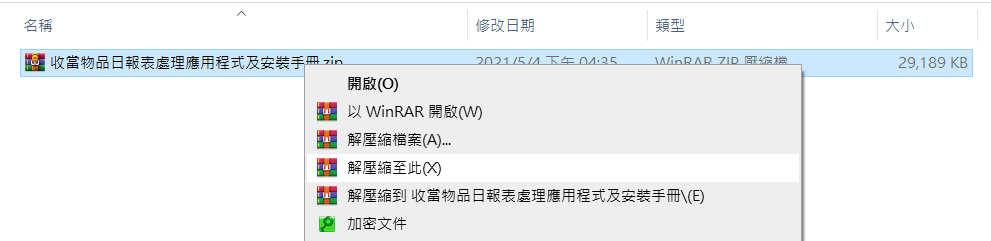 名稱 修改日期 類型 大小
收當物品日報表處理應用程式及安裝手冊.zip 2021/5/4 下午 04:35 WinRAR ZIP 壓縮檔 29,189 KB
開啟(O)
以 WinRAR 開啟(W)
解壓縮檔案(A)...
解壓縮至此(X)
解壓縮到 收當物品日報表處理應用程式及安裝手冊\(E)
加密文件